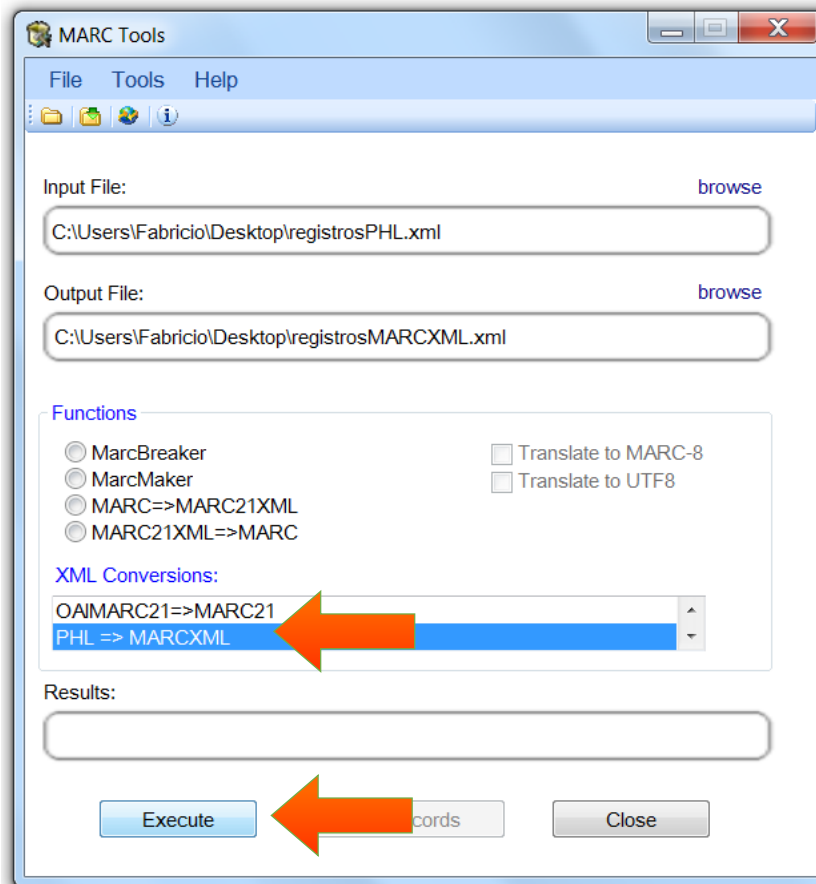 MARC Tools
File Tools Help
Input File: browse
C:\Users\Fabricio\Desktop\registrosPHL.xml
Output File: browse
C:\Users\Fabricio\Desktop\registrosMARCXML.xml
Functions
MarcBreaker Translate to MARC-8
MarcMaker Translate to UTF8
MARC=>MARC21XML
MARC21XML=>MARC
XML Conversions:
OAIMARC21=>MARC21
PHL => MARCXML
Results:
Execute cords Close